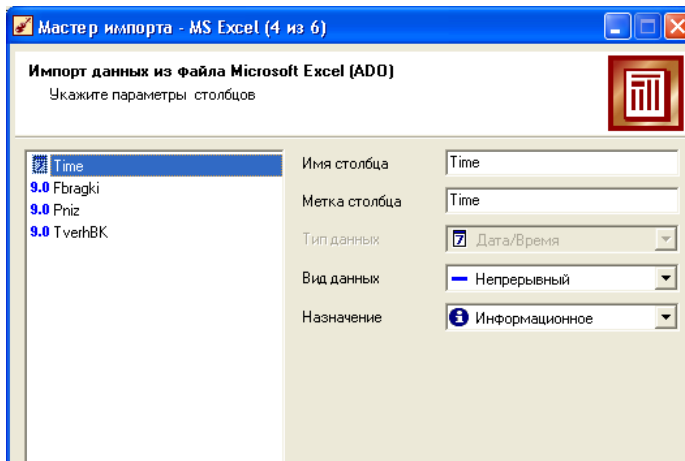 Мастер импорта - MS Excel (4 из 6)
Импорт данных из файла Microsoft Excel (ADO)
Укажите параметры столбцов
7 Time
9.0 Fbragki
9.0 Pniz
9.0 TverhBK
Имя столбца Time
Метка столбца Time
Тип данных 7 Дата/Время
Вид данных Непрерывный
Назначение Информационное